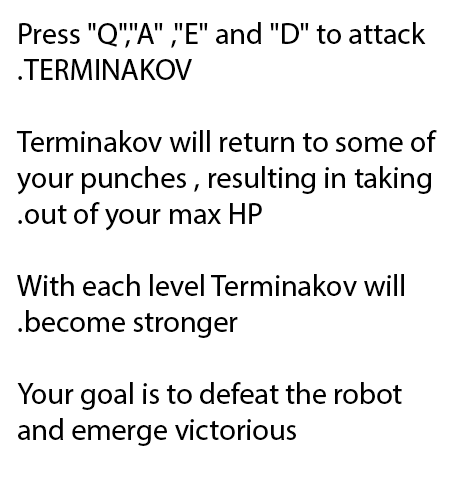 Press "Q","A" ,"E" and "D" to attack
.TERMINAKOV
Terminakov will return to some of
your punches , resulting in taking
.out of your max HP
With each level Terminakov will
.become stronger
Your goal is to defeat the robot
and emerge victorious